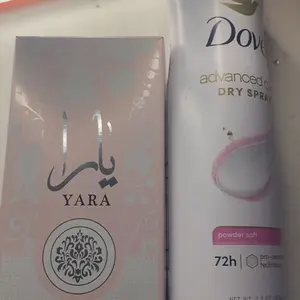 يارا
YARA
Dove
advanced
DRY SPRAY
powder soft
72h